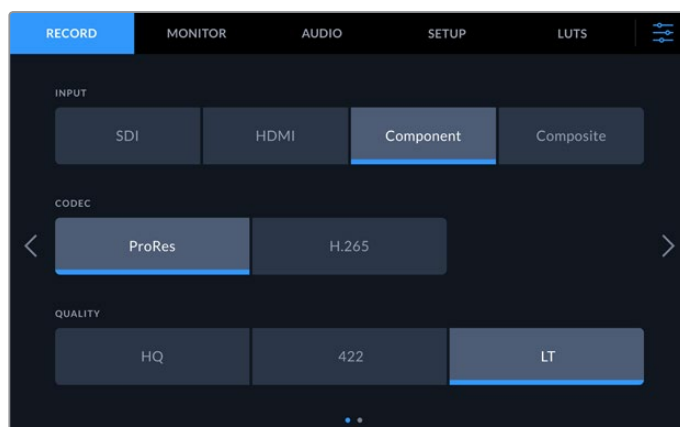 RECORD MONITOR AUDIO SETUP LUTS
INPUT
SDI HDMI Component Composite
CODEC
ProRes H.265
QUALITY
HQ 422 LT